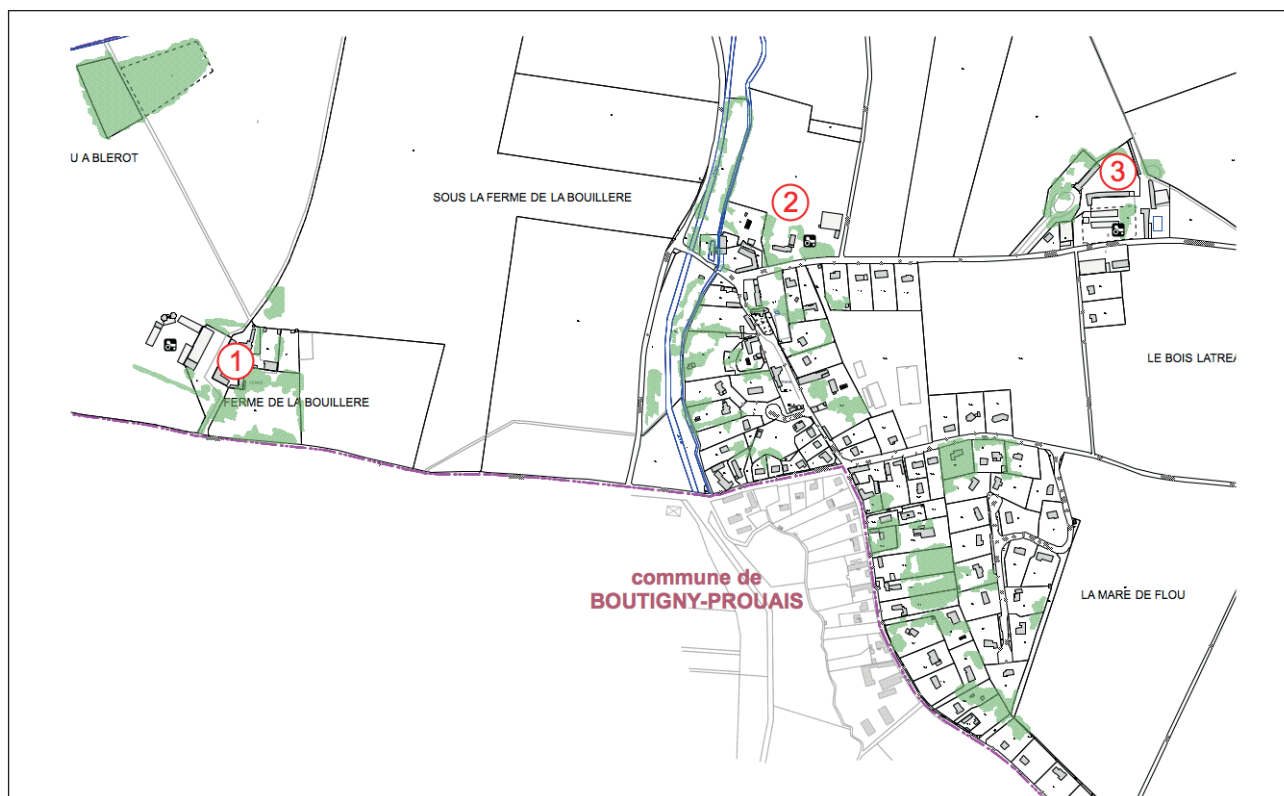 3
2
U A BLEROT
SOUS LA FERME DE LA BOUILLERE
1
LE BOIS LATREA
FERME DE LA BOUILLERE
commune de
BOUTIGNY-PROUAIS
LA MARE DE FLOU